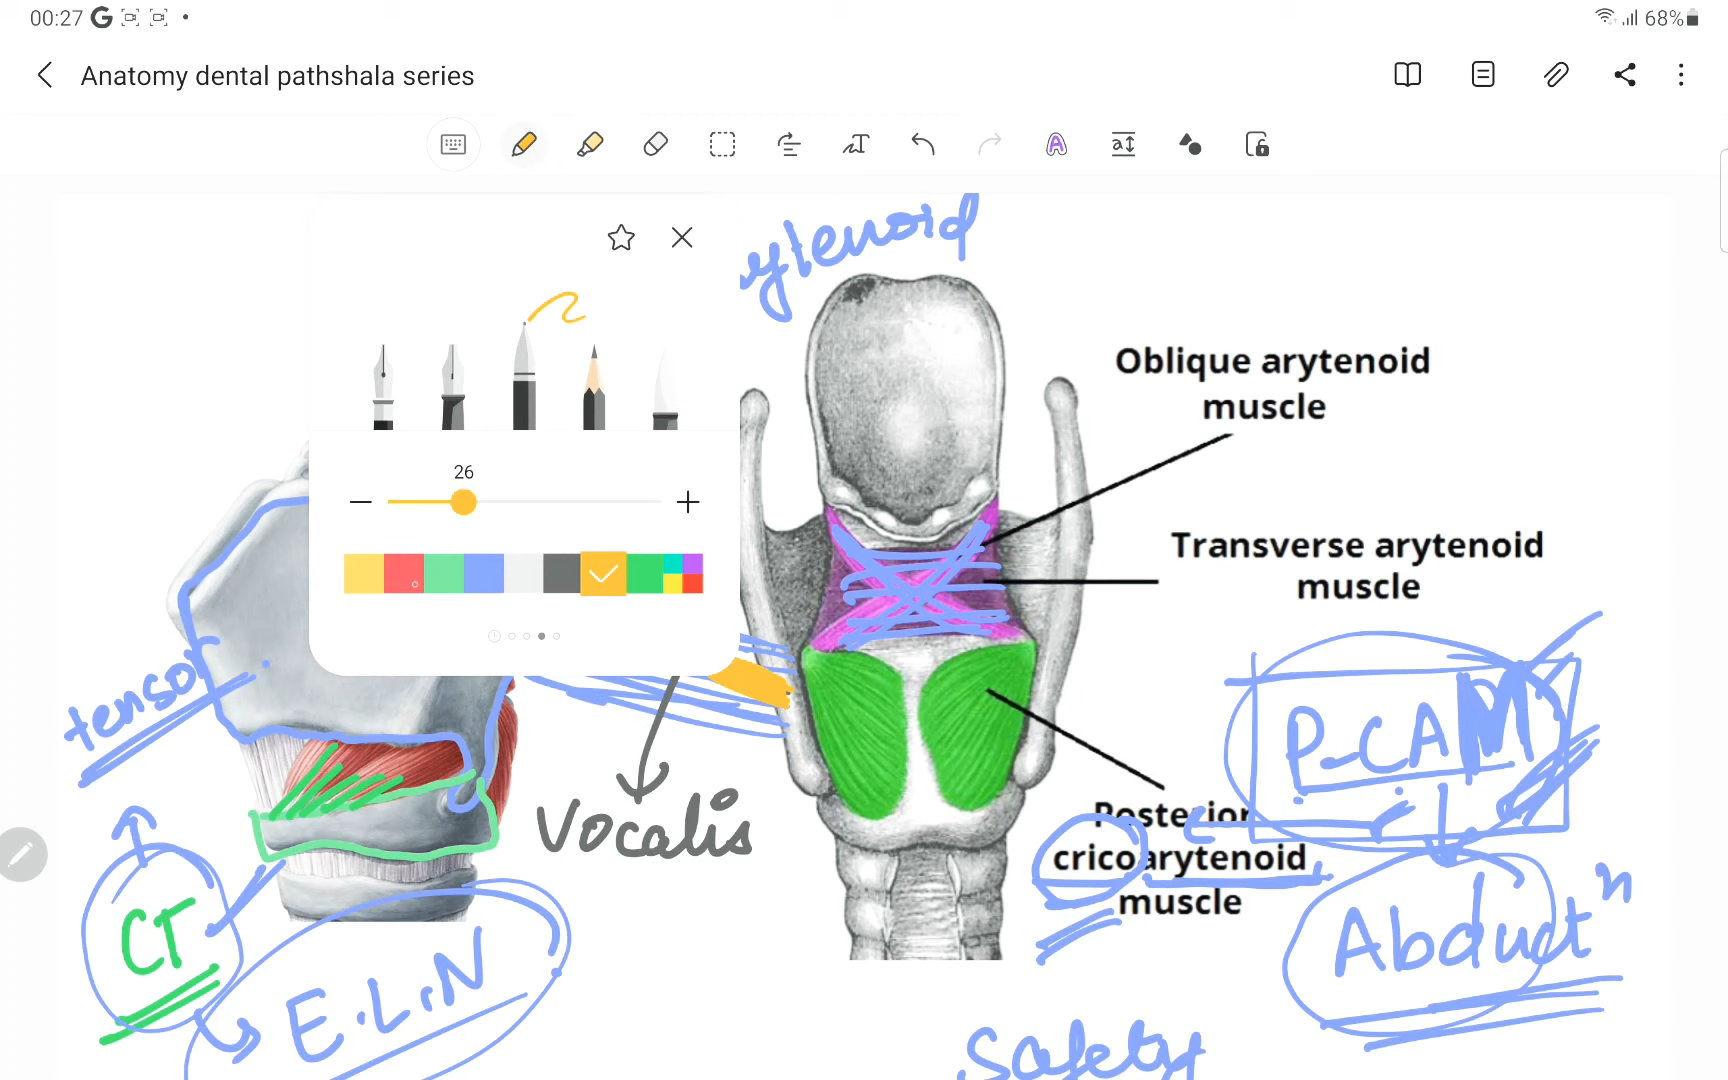 00:27
68%
Anatomy dental pathshala series
26
ytenoid
Oblique arytenoid
muscle
Transverse arytenoid
muscle
tensor
P-CAM
Vocalis
Posterior
cricoarytenoid
muscle
Abductⁿ
CT
E.L.N
Safety